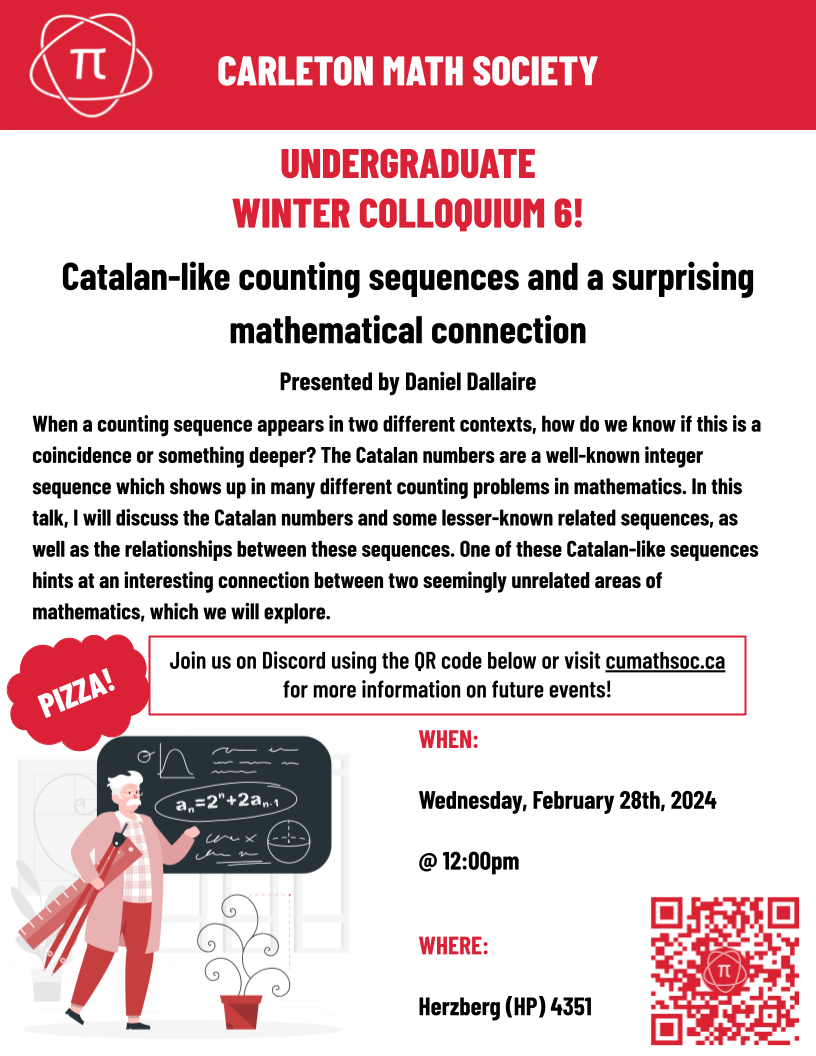 π
CARLETON MATH SOCIETY
UNDERGRADUATE
WINTER COLLOQUIUM 6!
Catalan-like counting sequences and a surprising
mathematical connection
Presented by Daniel Dallaire
When a counting sequence appears in two different contexts, how do we know if this is a
coincidence or something deeper? The Catalan numbers are a well-known integer
sequence which shows up in many different counting problems in mathematics. In this
talk, I will discuss the Catalan numbers and some lesser-known related sequences, as
well as the relationships between these sequences. One of these Catalan-like sequences
hints at an interesting connection between two seemingly unrelated areas of
mathematics, which we will explore.
PIZZA!
Join us on Discord using the QR code below or visit cumathsoc.ca
for more information on future events!
aₙ=2ⁿ+2aₙ₋₁
WHEN:
Wednesday, February 28th, 2024
@ 12:00pm
WHERE:
Herzberg (HP) 4351
π